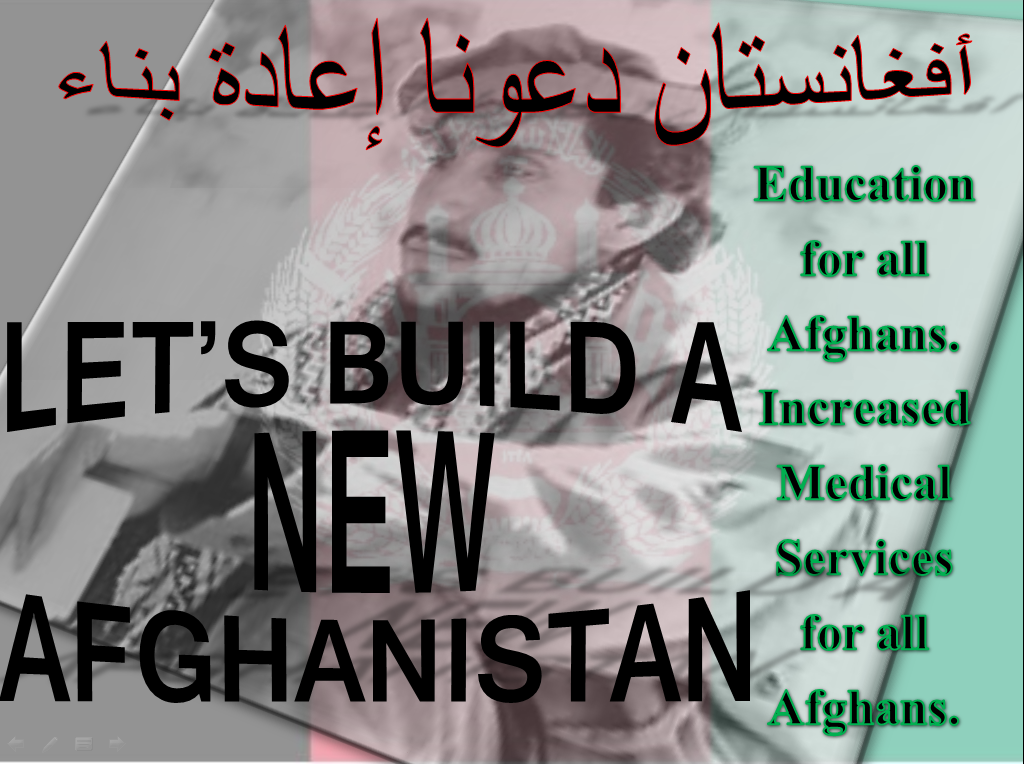 أفغانستان دعونا إعادة بناء
Education
for all
Afghans.
LET’S BUILD A
Increased
NEW
Medical
Services
AFGHANISTAN
for all
Afghans.